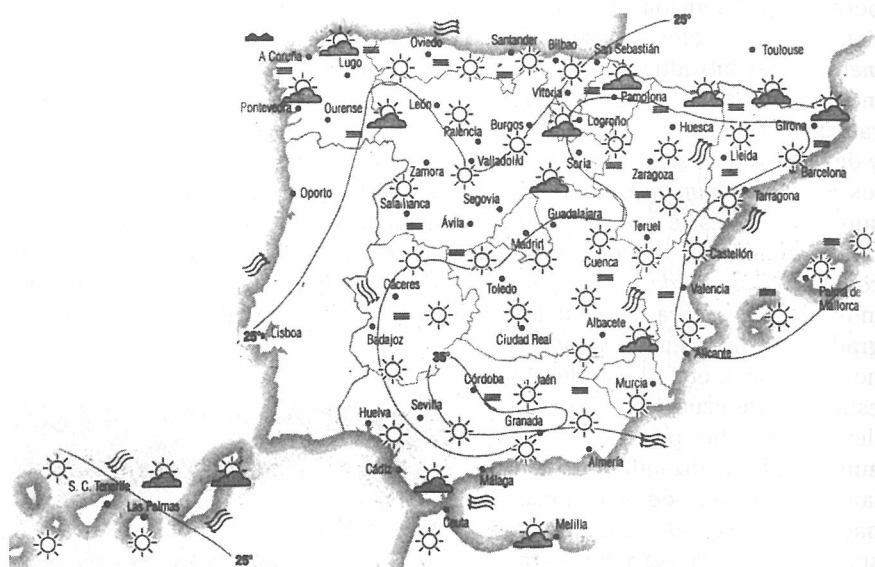 25°
Santander
Bilbao
San Sebastián
Toulouse
Oviedo
A Coruña
Lugo
Vitoria
Pamplona
Pontevedra
Ourense
León
Burgos
Logroño
Huesca
Girona
Palencia
Valladolid
Soria
Zaragoza
Lleida
Barcelona
Zamora
Tarragona
Oporto
Salamanca
Segovia
Ávila
Guadalajara
Teruel
Madrid
Cuenca
Castellón
Cáceres
Toledo
Valencia
Palma de
Mallorca
25°
Lisboa
Badajoz
Ciudad Real
Albacete
Alicante
35°
Córdoba
Jaén
Murcia
Huelva
Sevilla
Granada
Cádiz
Málaga
Almería
S. C. Tenerife
Las Palmas
Ceuta
Melilla
25°